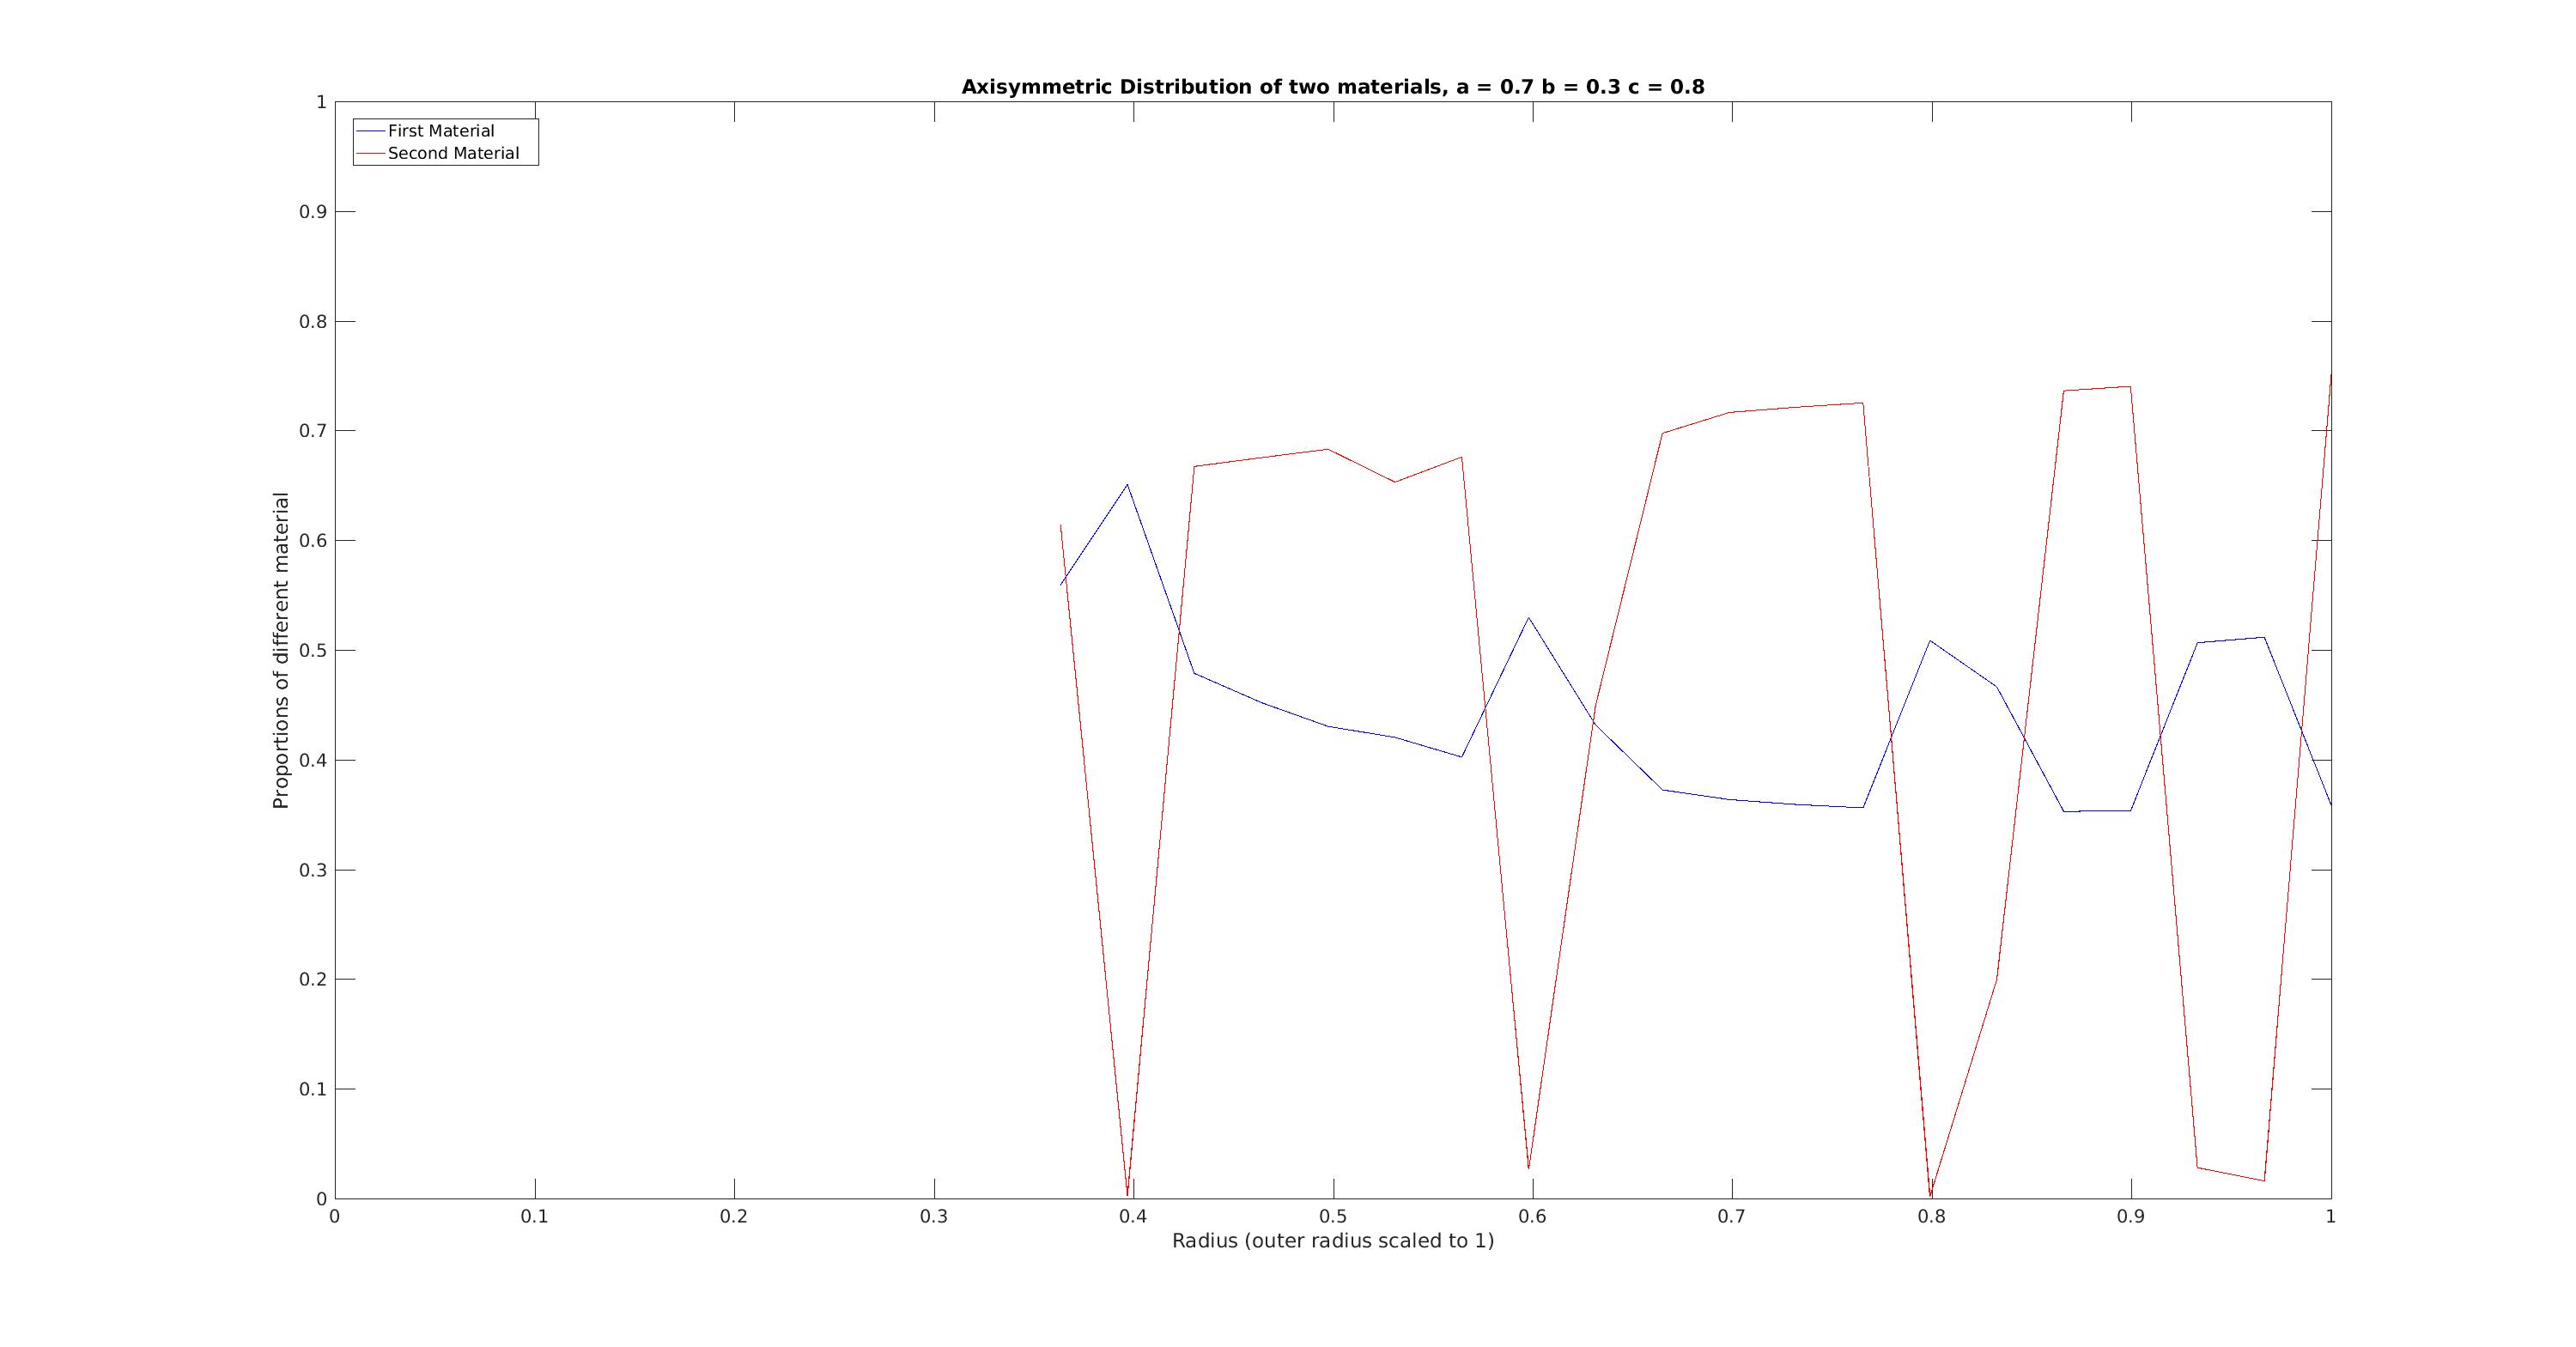 Axisymmetric Distribution of two materials, a = 0.7 b = 0.3 c = 0.8
First Material
Second Material
1
0.9
0.8
0.7
0.6
0.5
0.4
0.3
0.2
0.1
0
Proportions of different material
0 0.1 0.2 0.3 0.4 0.5 0.6 0.7 0.8 0.9 1
Radius (outer radius scaled to 1)